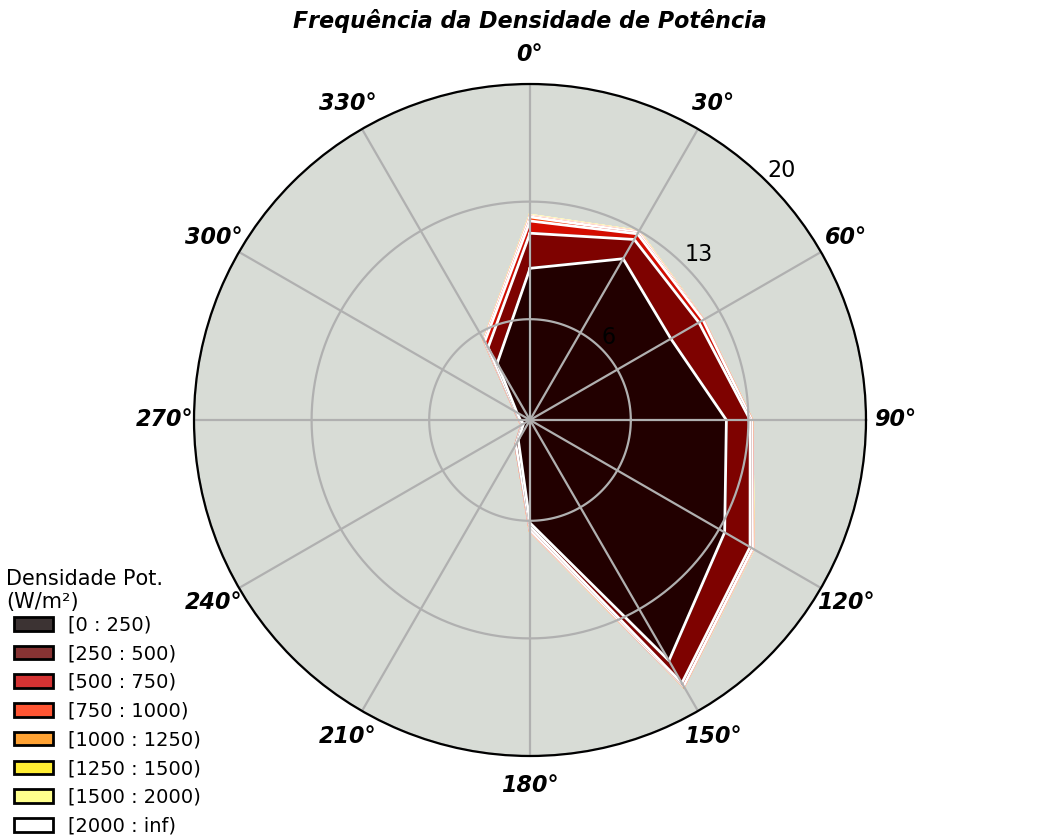 Frequência da Densidade de Potência
0°
330°
30°
20
300°
60°
13
6
270°
90°
240°
120°
210°
150°
180°
Densidade Pot.
(W/m²)
[0 : 250)
[250 : 500)
[500 : 750)
[750 : 1000)
[1000 : 1250)
[1250 : 1500)
[1500 : 2000)
[2000 : inf)